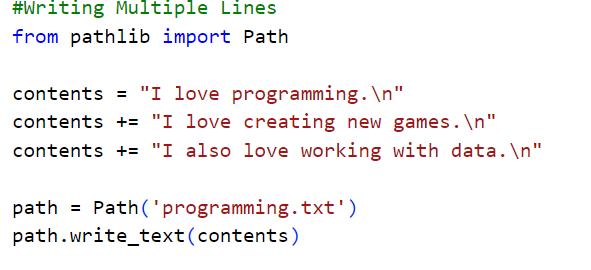 #Writing Multiple Lines
from pathlib import Path
contents = "I love programming.\n"
contents += "I love creating new games.\n"
contents += "I also love working with data.\n"
path = Path('programming.txt')
path.write_text(contents)